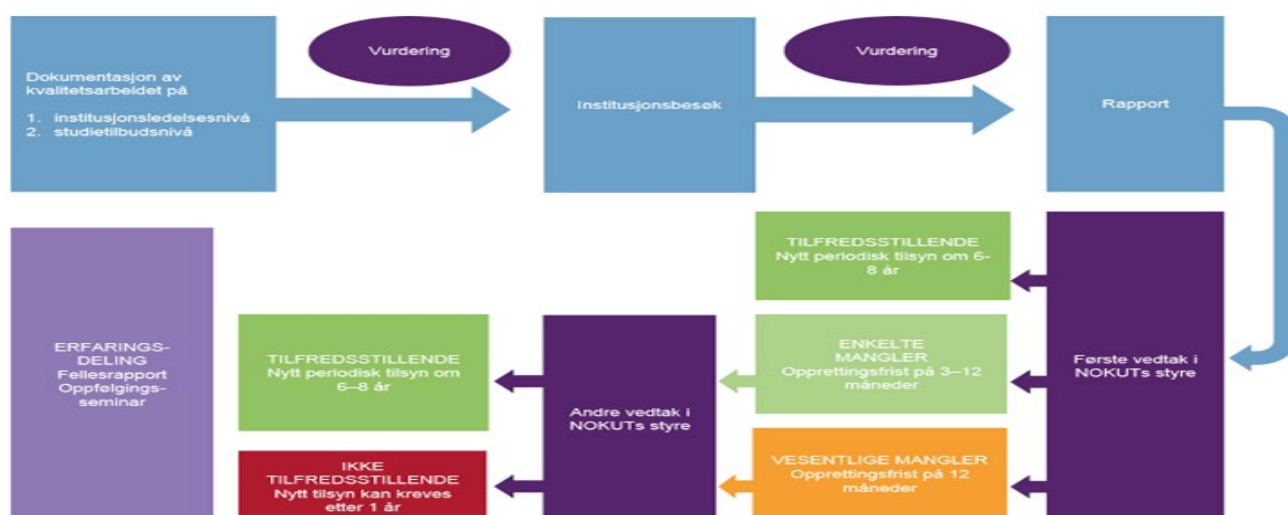 Dokumentasjon av
kvalitetsarbeidet på
1. institusjonsledelsesnivå
2. studietilbudsnivå
Vurdering
Institusjonsbesøk
Vurdering
Rapport
TILFREDSSTILLENDE
Nytt periodisk tilsyn om 6-
8 år
ENKELTE
MANGLER
Opprettingsfrist på 3–12
måneder
VESENTLIGE MANGLER
Opprettingsfrist på 12
måneder
Første vedtak i
NOKUTs styre
Andre vedtak i
NOKUTs styre
TILFREDSSTILLENDE
Nytt periodisk tilsyn om
6–8 år
IKKE
TILFREDSSTILLENDE
Nytt tilsyn kan kreves
etter 1 år
ERFARINGS-
DELING
Fellesrapport
Oppfølgings-
seminar